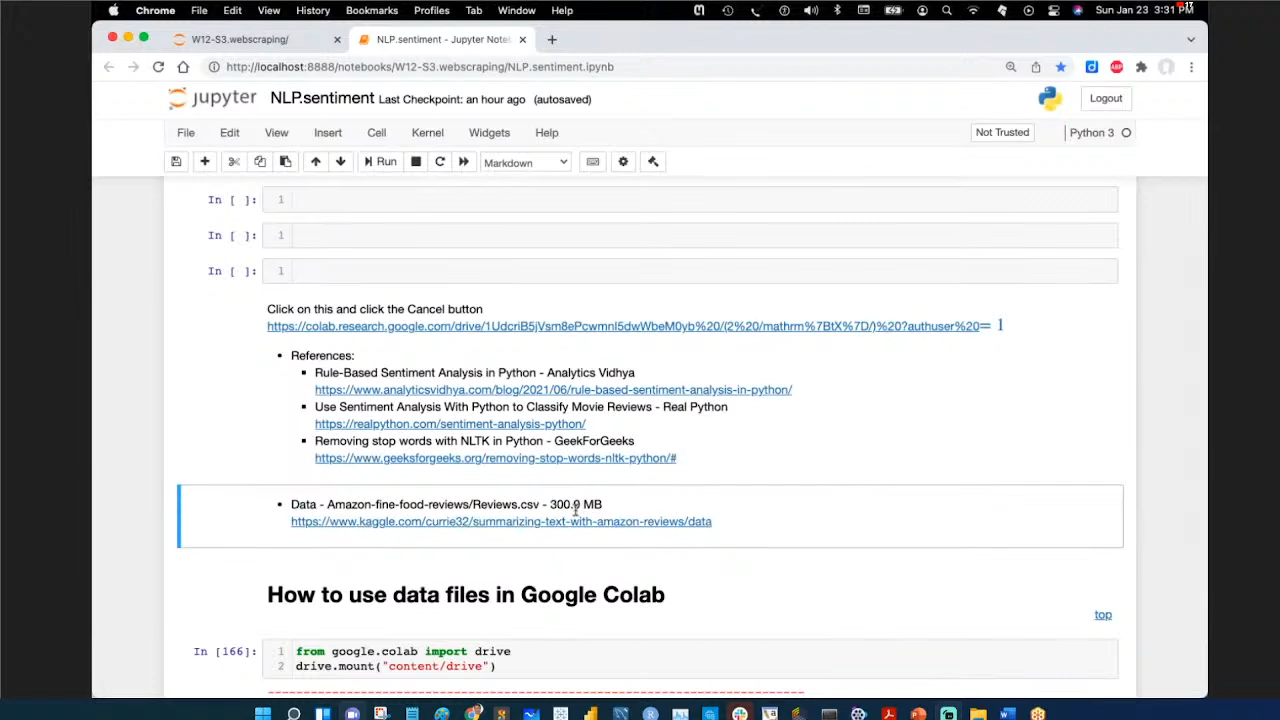 Chrome File Edit View History Bookmarks Profiles Tab Window Help Sun Jan 23 3:31 PM
W12-S3.webscraping/ NLP.sentiment - Jupyter Note
http://localhost:8888/notebooks/W12-S3.webscraping/NLP.sentiment.ipynb
jupyter NLP.sentiment Last Checkpoint: an hour ago (autosaved) Logout
File Edit View Insert Cell Kernel Widgets Help Not Trusted Python 3
Run Markdown
In [ ]: 1
In [ ]: 1
In [ ]: 1
Click on this and click the Cancel button
https://colab.research.google.com/drive/1UdcriB5jVsm8ePcwmnI5dwWbeM0yb%20/(2%20/mathrm%7BtX%7D/)%20?authuser%20= 1
References:
Rule-Based Sentiment Analysis in Python - Analytics Vidhya
https://www.analyticsvidhya.com/blog/2021/06/rule-based-sentiment-analysis-in-python/
Use Sentiment Analysis With Python to Classify Movie Reviews - Real Python
https://realpython.com/sentiment-analysis-python/
Removing stop words with NLTK in Python - GeekForGeeks
https://www.geeksforgeeks.org/removing-stop-words-nltk-python/#
Data - Amazon-fine-food-reviews/Reviews.csv - 300.9 MB
https://www.kaggle.com/currie32/summarizing-text-with-amazon-reviews/data
How to use data files in Google Colab
top
In [166]: 1 from google.colab import drive
2 drive.mount("content/drive")